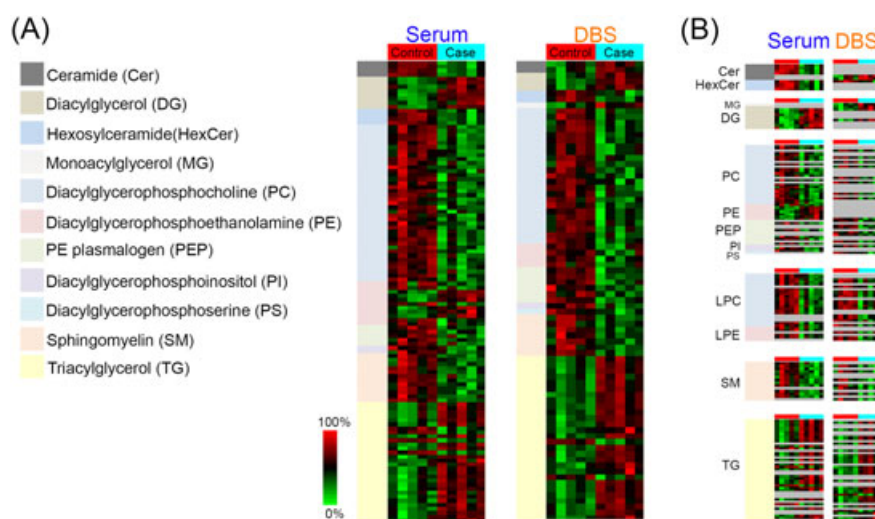 (A)
Serum
DBS
Control Case
Control Case
Ceramide (Cer)
Diacylglycerol (DG)
Hexosylceramide(HexCer)
Monoacylglycerol (MG)
Diacylglycerophosphocholine (PC)
Diacylglycerophosphoethanolamine (PE)
PE plasmalogen (PEP)
Diacylglycerophosphoinositol (PI)
Diacylglycerophosphoserine (PS)
Sphingomyelin (SM)
Triacylglycerol (TG)
100%
0%
(B)
Serum DBS
Cer
HexCer
MG
DG
PC
PE
PEP
PI
PS
LPC
LPE
SM
TG